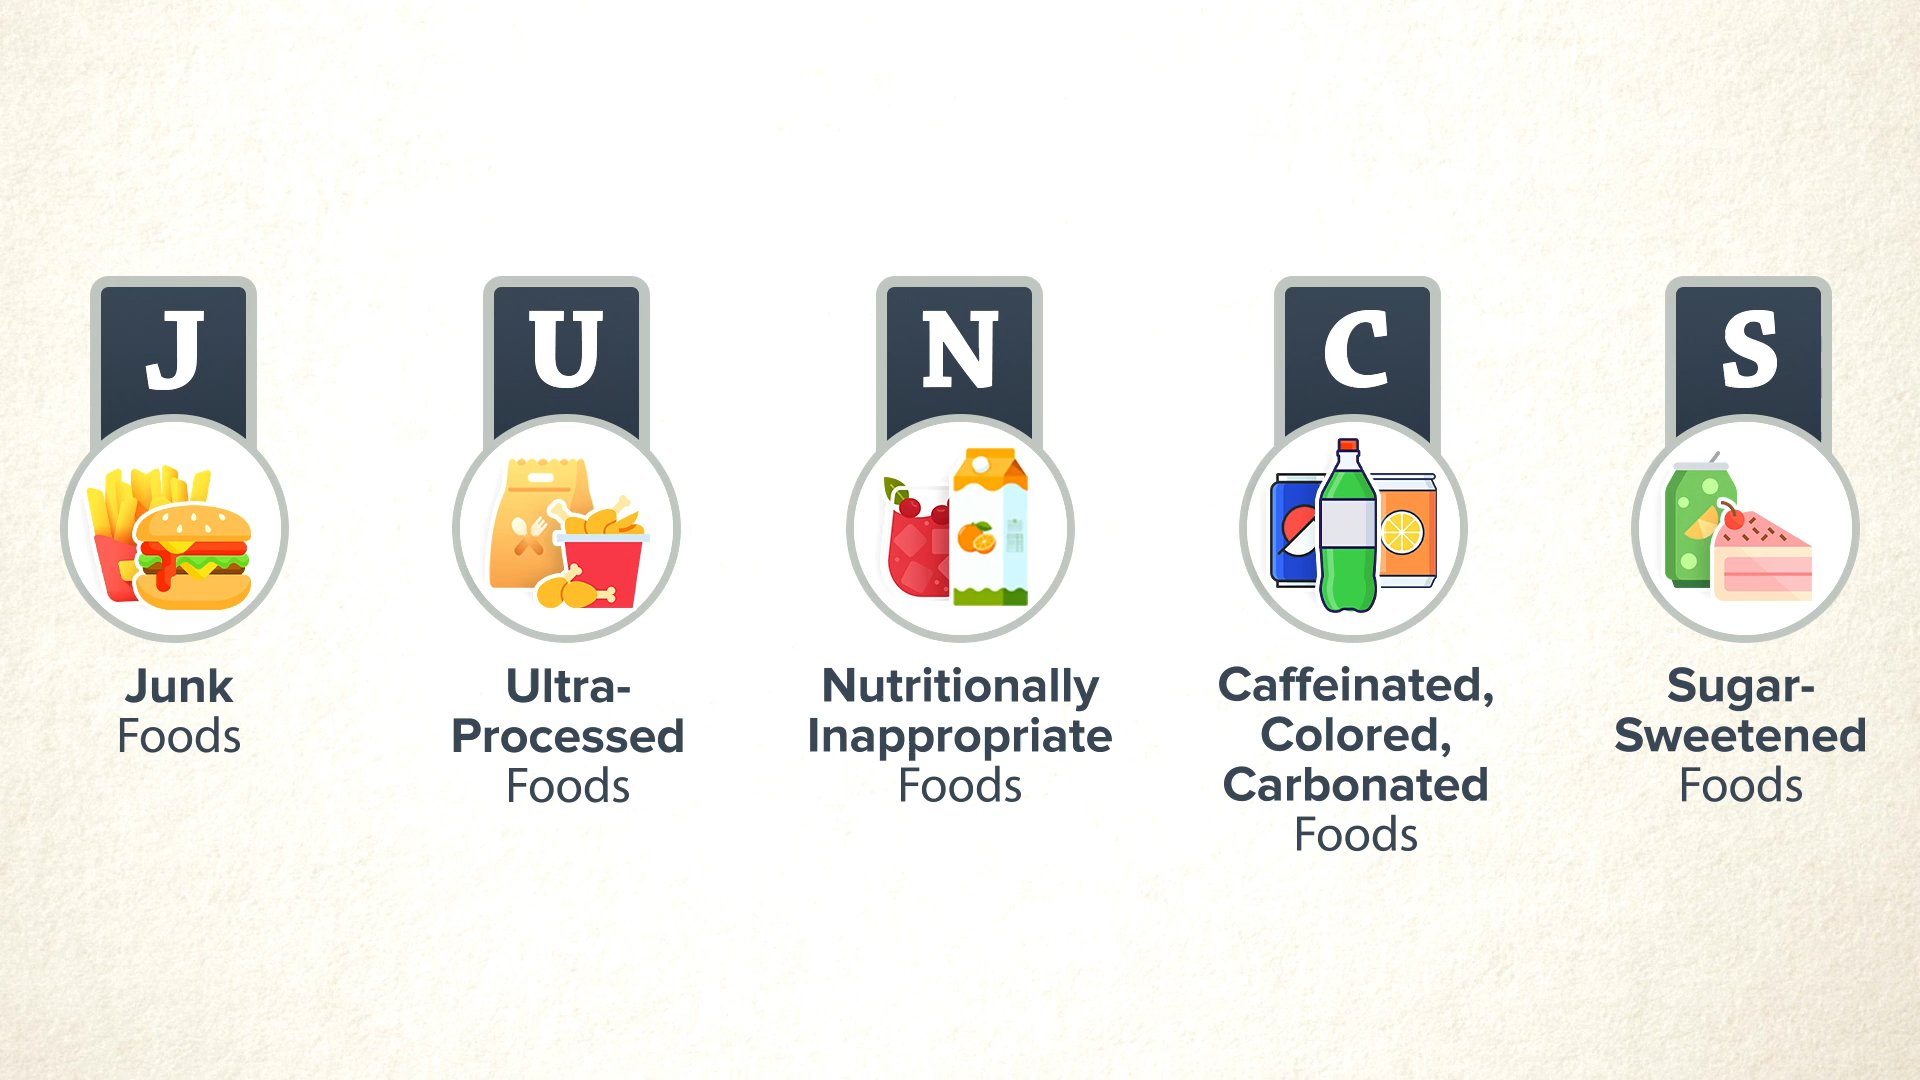 J
Junk
Foods
U
Ultra-
Processed
Foods
N
Nutritionally
Inappropriate
Foods
C
Caffeinated,
Colored,
Carbonated
Foods
S
Sugar-
Sweetened
Foods